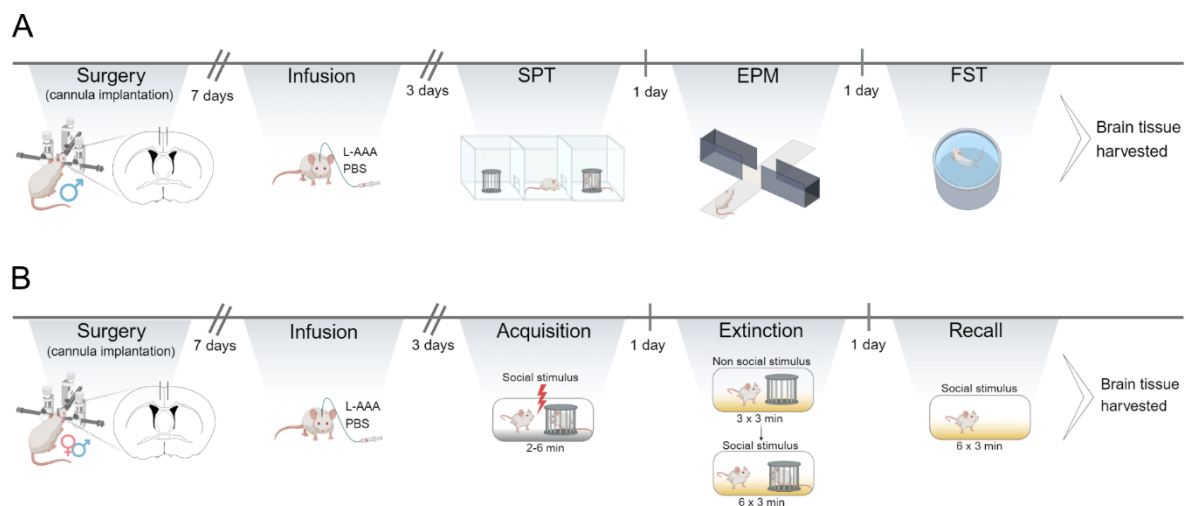 A
Surgery
(cannula implantation)
7 days
Infusion
L-AAA
PBS
3 days
SPT
1 day
EPM
1 day
FST
Brain tissue
harvested
B
Surgery
(cannula implantation)
7 days
Infusion
L-AAA
PBS
3 days
Acquisition
Social stimulus
2-6 min
1 day
Extinction
Non social stimulus
3 x 3 min
Social stimulus
6 x 3 min
1 day
Recall
Social stimulus
6 x 3 min
Brain tissue
harvested